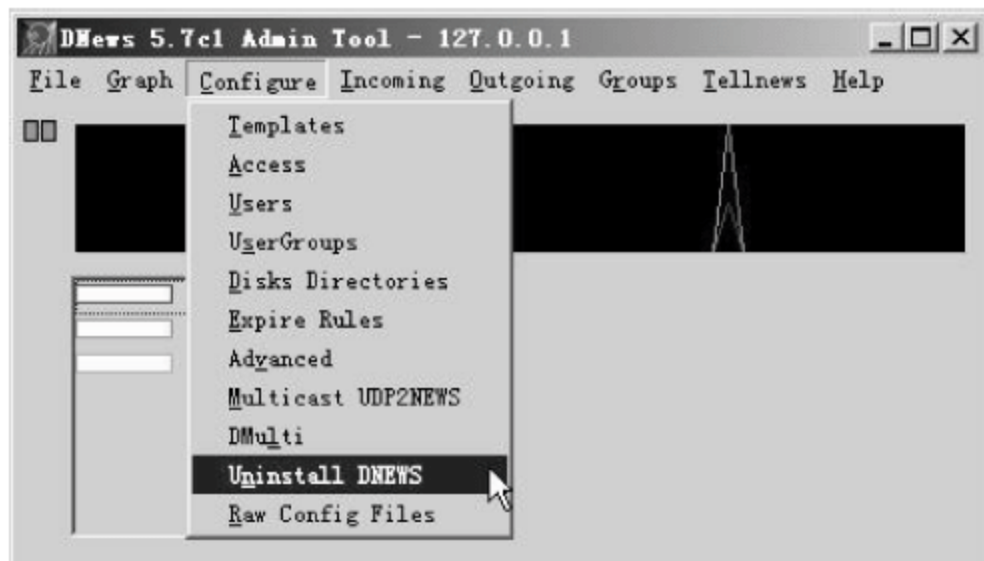 DNews 5.7c1 Admin Tool - 127.0.0.1
File Graph Configure Incoming Outgoing Groups Tellnews Help
Templates
Access
Users
UserGroups
Disks Directories
Expire Rules
Advanced
Multicast UDP2NEWS
DMulti
Uninstall DNEWS
Raw Config Files